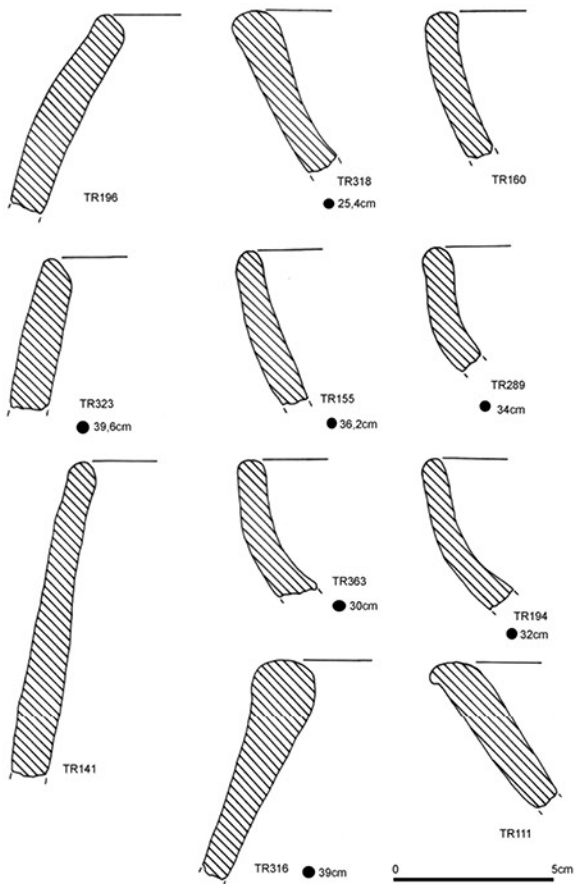 TR196
TR318
25,4cm
TR160
TR323
39,6cm
TR155
36,2cm
TR289
34cm
TR141
TR363
30cm
TR194
32cm
TR316
39cm
TR111
0 5cm